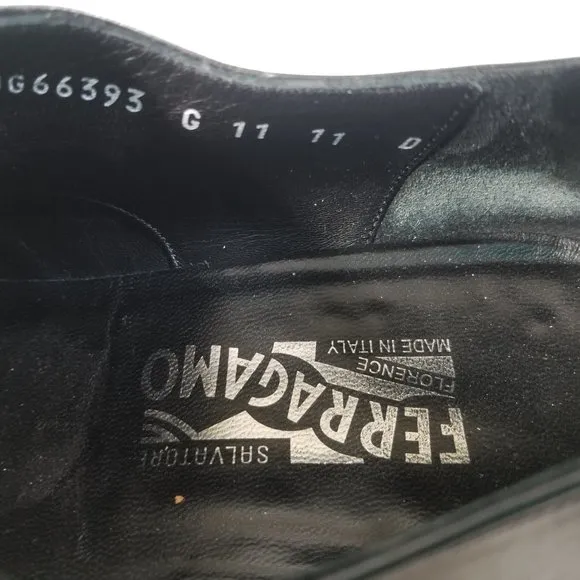 G66393 G 11 11 D
SALVATORE
FERRAGAMO
FLORENCE
MADE IN ITALY